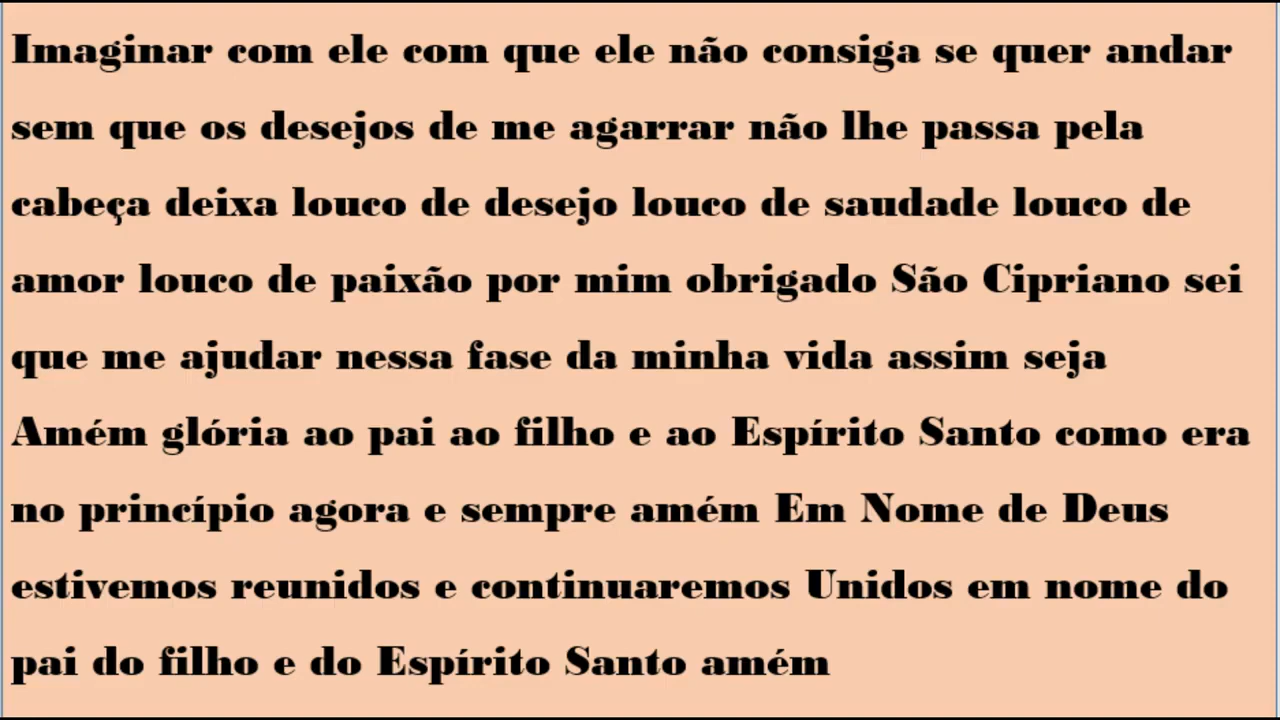 Imaginar com ele com que ele não consiga se quer andar
sem que os desejos de me agarrar não lhe passa pela
cabeça deixa louco de desejo louco de saudade louco de
amor louco de paixão por mim obrigado São Cipriano sei
que me ajudar nessa fase da minha vida assim seja
Amém glória ao pai ao filho e ao Espírito Santo como era
no princípio agora e sempre amém Em Nome de Deus
estivemos reunidos e continuaremos Unidos em nome do
pai do filho e do Espírito Santo amém